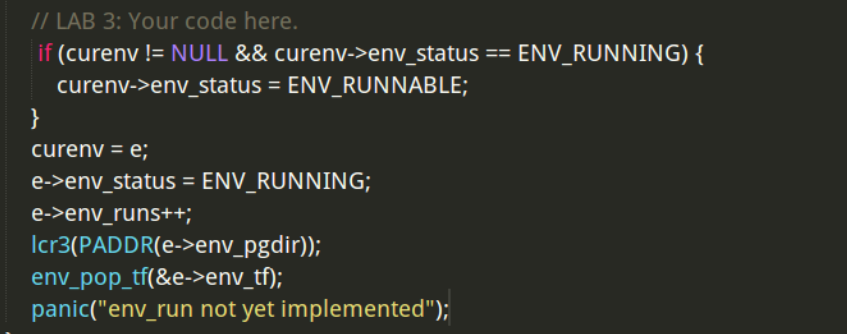 // LAB 3: Your code here.
if (curenv != NULL && curenv->env_status == ENV_RUNNING) {
curenv->env_status = ENV_RUNNABLE;
}
curenv = e;
e->env_status = ENV_RUNNING;
e->env_runs++;
lcr3(PADDR(e->env_pgdir));
env_pop_tf(&e->env_tf);
panic("env_run not yet implemented");